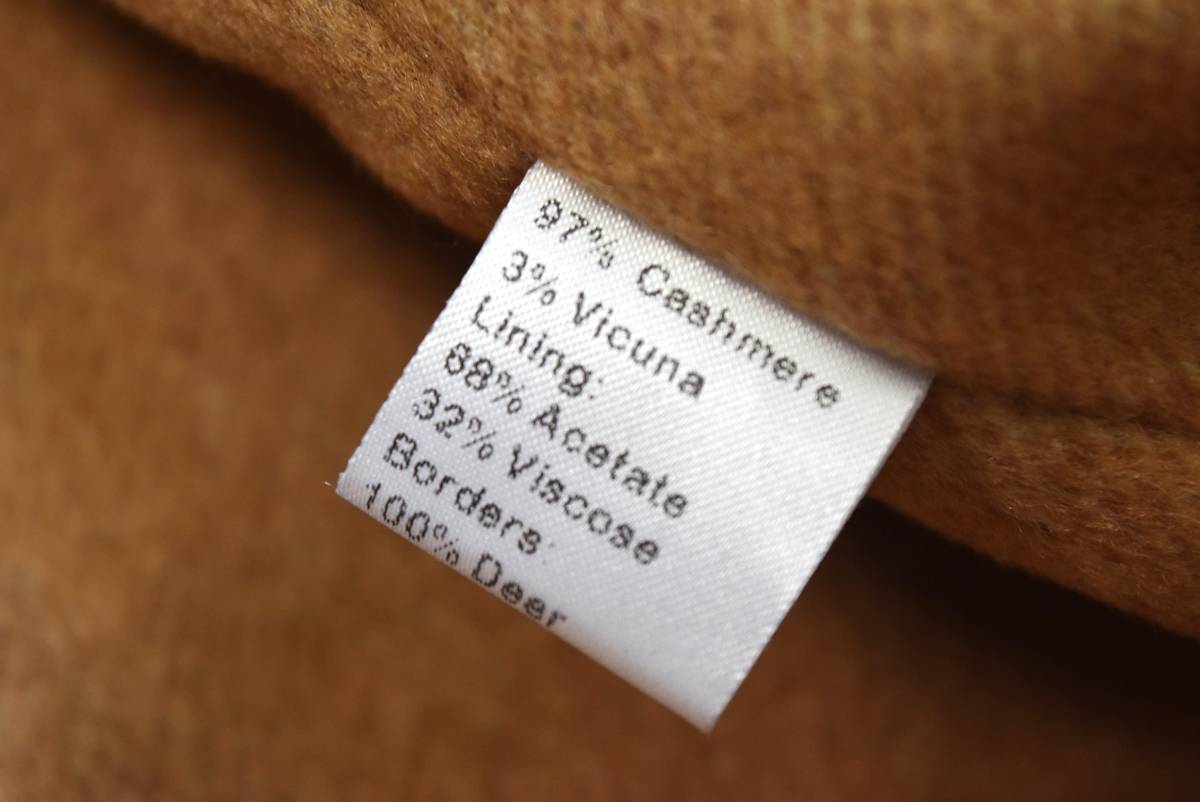 97% Cashmere
3% Vicuna
Lining:
68% Acetate
32% Viscose
Borders:
100% Deer